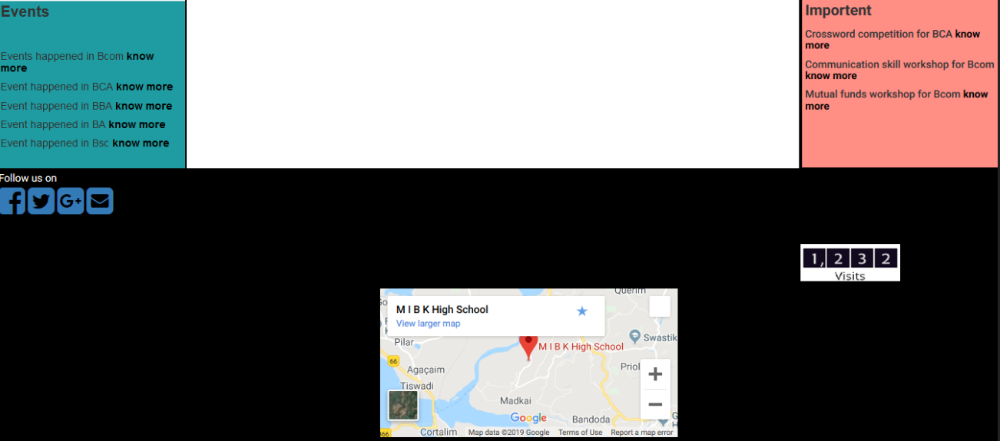 Events
Events happened in Bcom know
more
Event happened in BCA know more
Event happened in BBA know more
Event happened in BA know more
Event happened in Bsc know more
Importent
Crossword competition for BCA know
more
Communication skill workshop for Bcom
know more
Mutual funds workshop for Bcom know
more
Follow us on
G+
1,232
Visits
M I B K High School
View larger map
Querim
Go
Pilar
Swastik
M I B K High School
66
Agaçaim
Tiswadi
Priol
Madkai
Google
Bandoda
G
H
366
Cortalim
Map data ©2019 Google
Terms of Use
Report a map error